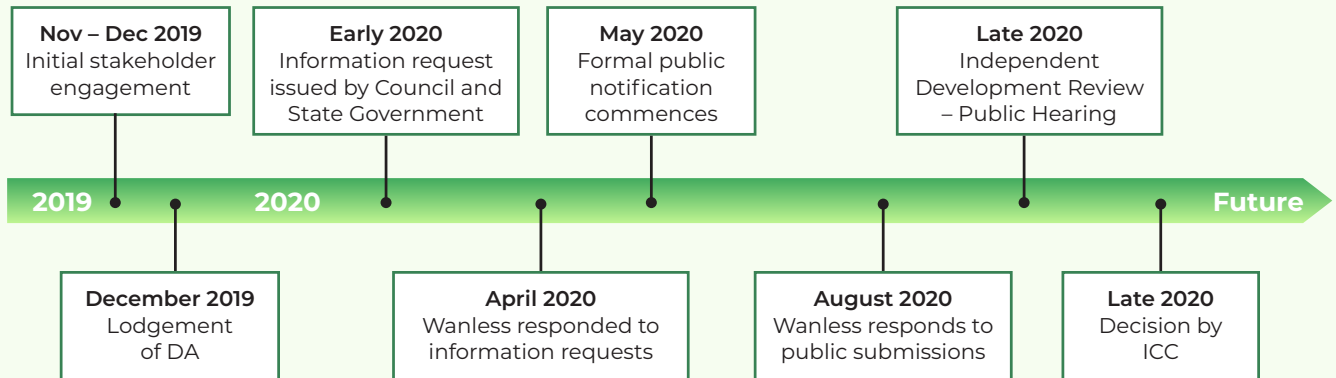 Nov – Dec 2019
Initial stakeholder
engagement
Early 2020
Information request
issued by Council and
State Government
May 2020
Formal public
notification
commences
Late 2020
Independent
Development Review
– Public Hearing
2019
2020
Future
December 2019
Lodgement
of DA
April 2020
Wanless responded to
information requests
August 2020
Wanless responds to
public submissions
Late 2020
Decision by
ICC